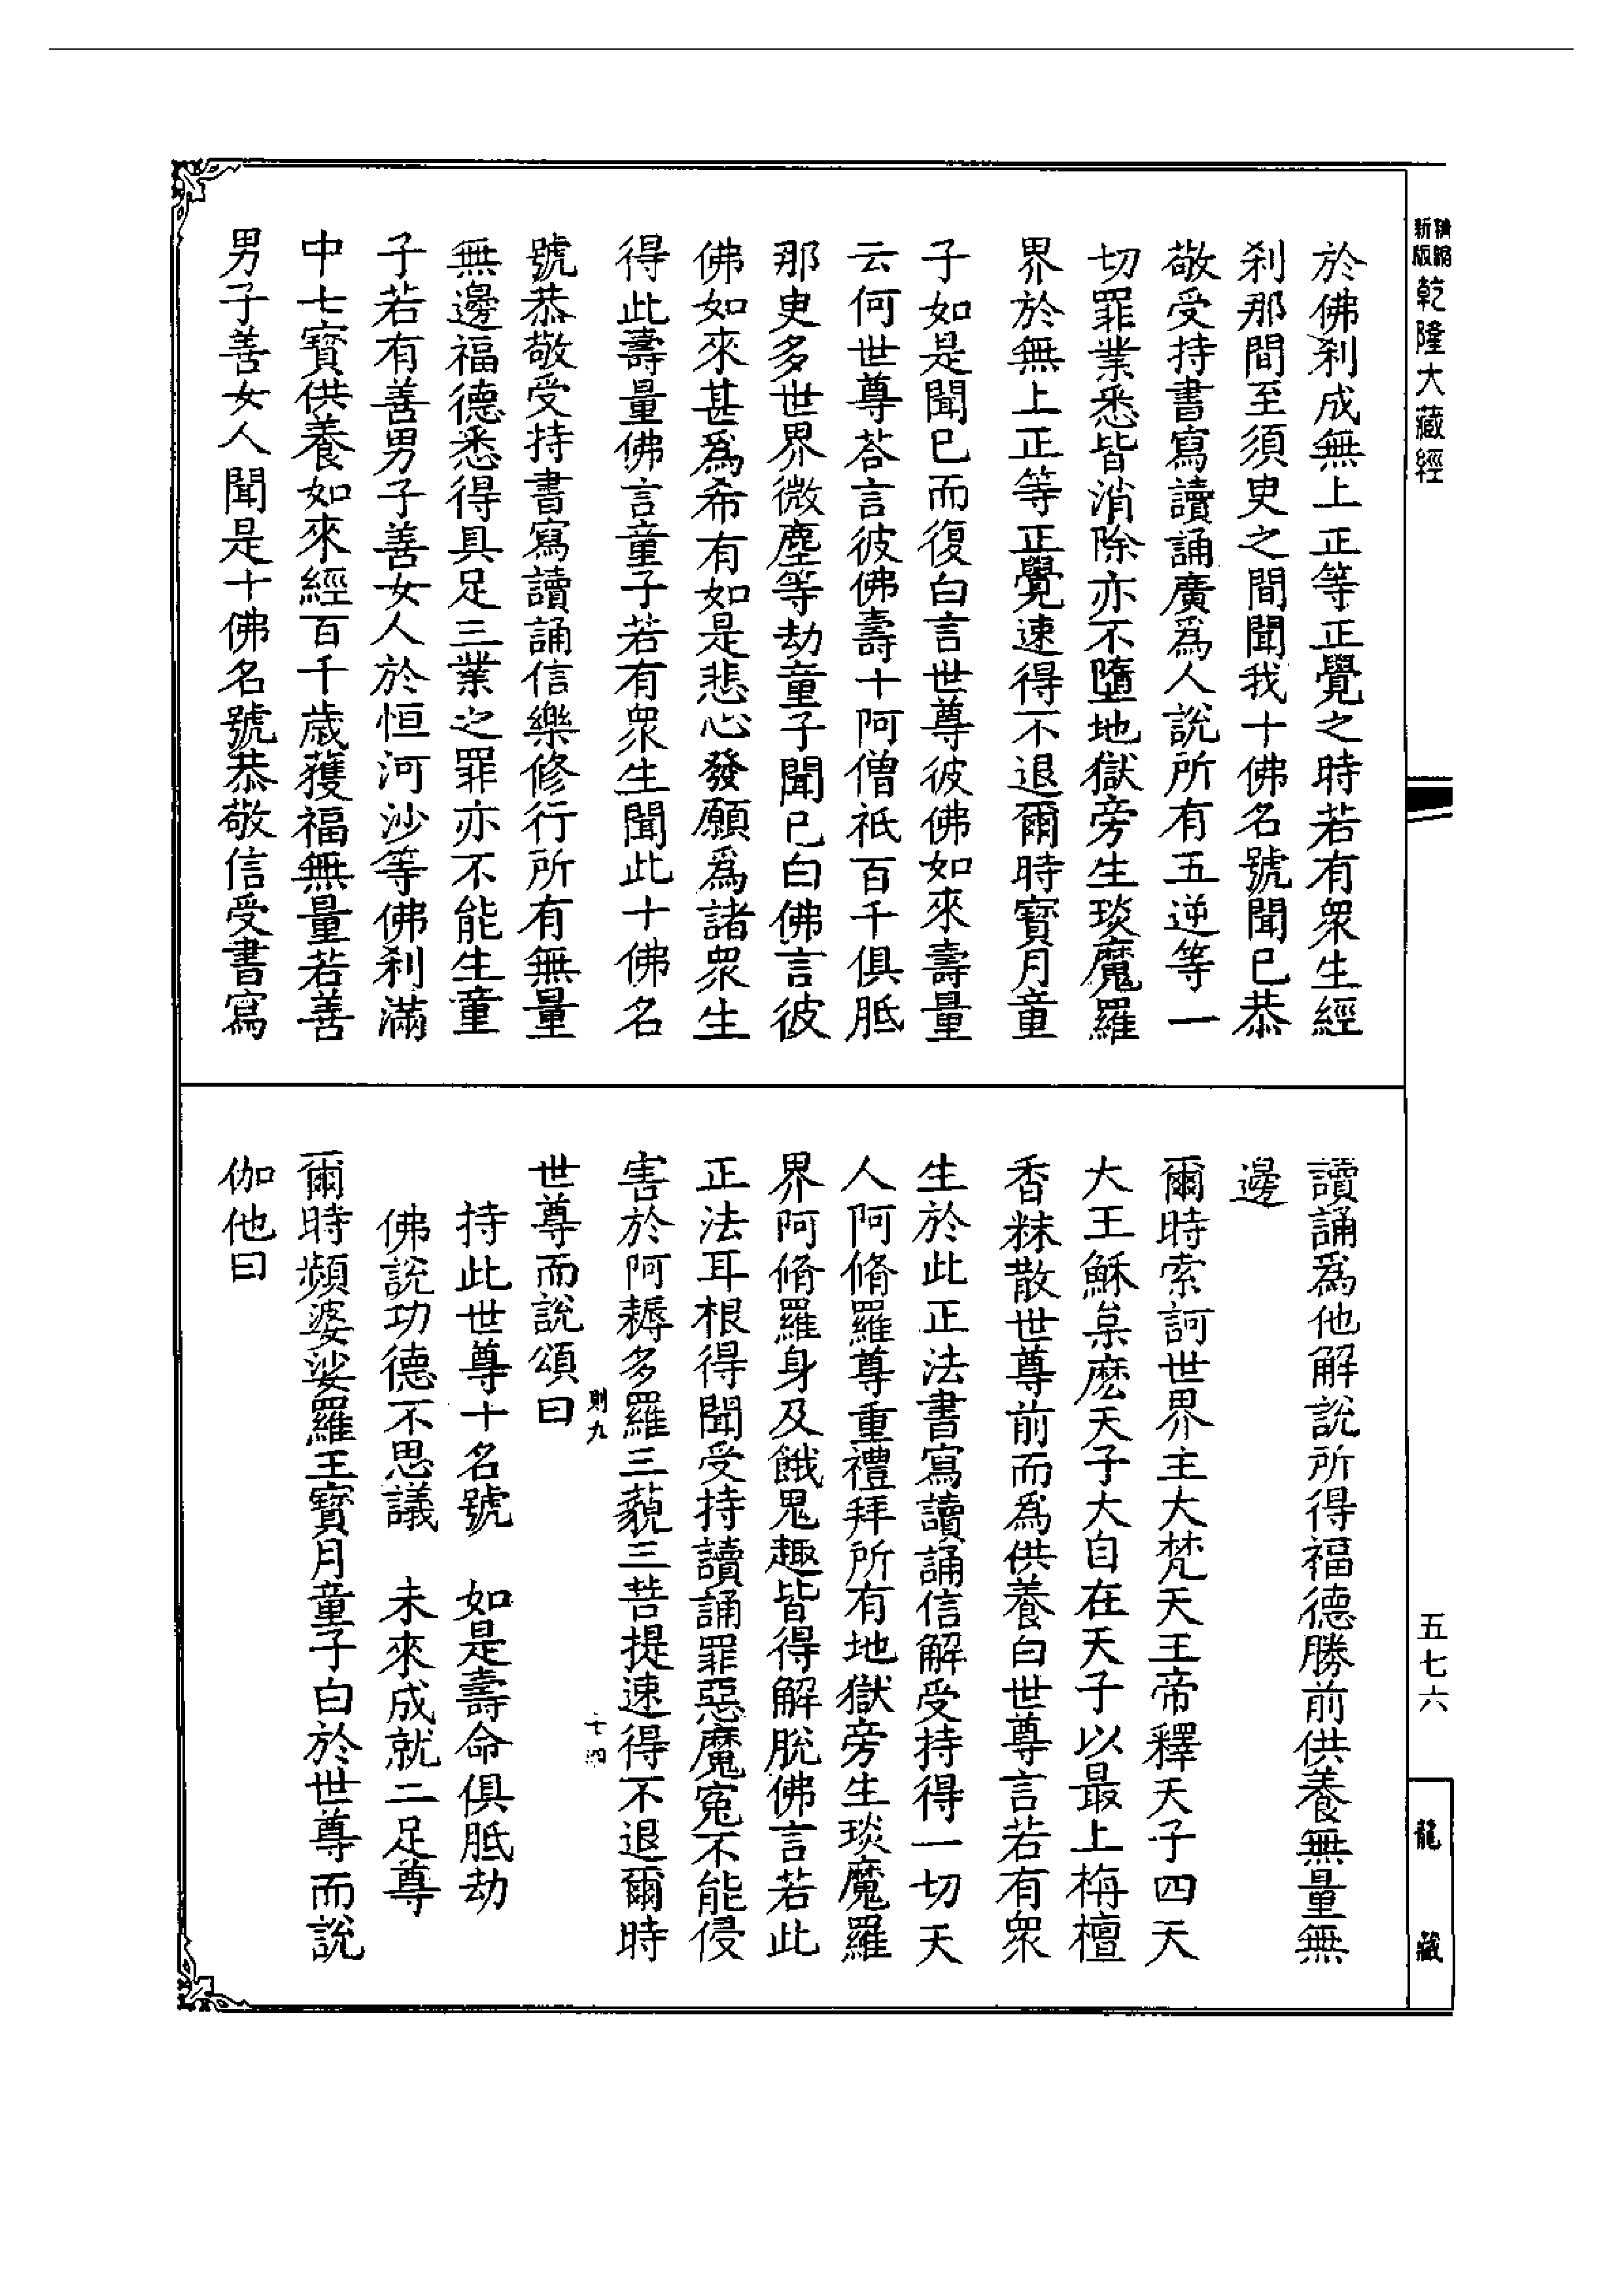 新版精縮乾隆大藏經
於佛刹成無上正等正覺之時若有衆生經
刹那間至須臾之間聞我十佛名號聞已恭
敬受持書寫讀誦廣爲人說所有五逆等一
切罪業悉皆消除亦不墮地獄旁生琰魔羅
界於無上正等正覺速得不退爾時寳月童
子如是聞已而復白言世尊彼佛如來壽量
云何世尊荅言彼佛壽十阿僧祇百千俱胝
那臾多世界微塵等劫童子聞已白佛言彼
佛如來甚爲希有如是悲心發願爲諸衆生
得此壽量佛言童子若有衆生聞此十佛名
號恭敬受持書寫讀誦信樂修行所有無量
無邊福德悉得具足三業之罪亦不能生童
子若有善男子善女人於恒河沙等佛刹滿
中七寳供養如來經百千歲獲福無量若善
男子善女人聞是十佛名號恭敬信受書寫
讀誦爲他解說所得福德勝前供養無量無
邊
爾時索訶世界主大梵天王帝釋天子四天
大王穌枲麽天子大自在天子以最上栴檀
香粖散世尊前而爲供養白世尊言若有衆
生於此正法書寫讀誦信解受持得一切天
人阿脩羅尊重禮拜所有地獄旁生琰魔羅
界阿脩羅身及餓鬼趣皆得解脫佛言若此
正法耳根得聞受持讀誦罪惡魔寃不能侵
害於阿耨多羅三藐三菩提速得不退爾時
則九
十四
世尊而說頌曰
持此世尊十名號　如是壽命俱胝劫
佛說功德不思議　未來成就二足尊
爾時頻婆娑羅王寳月童子白於世尊而說
伽他曰
五七六
龍藏